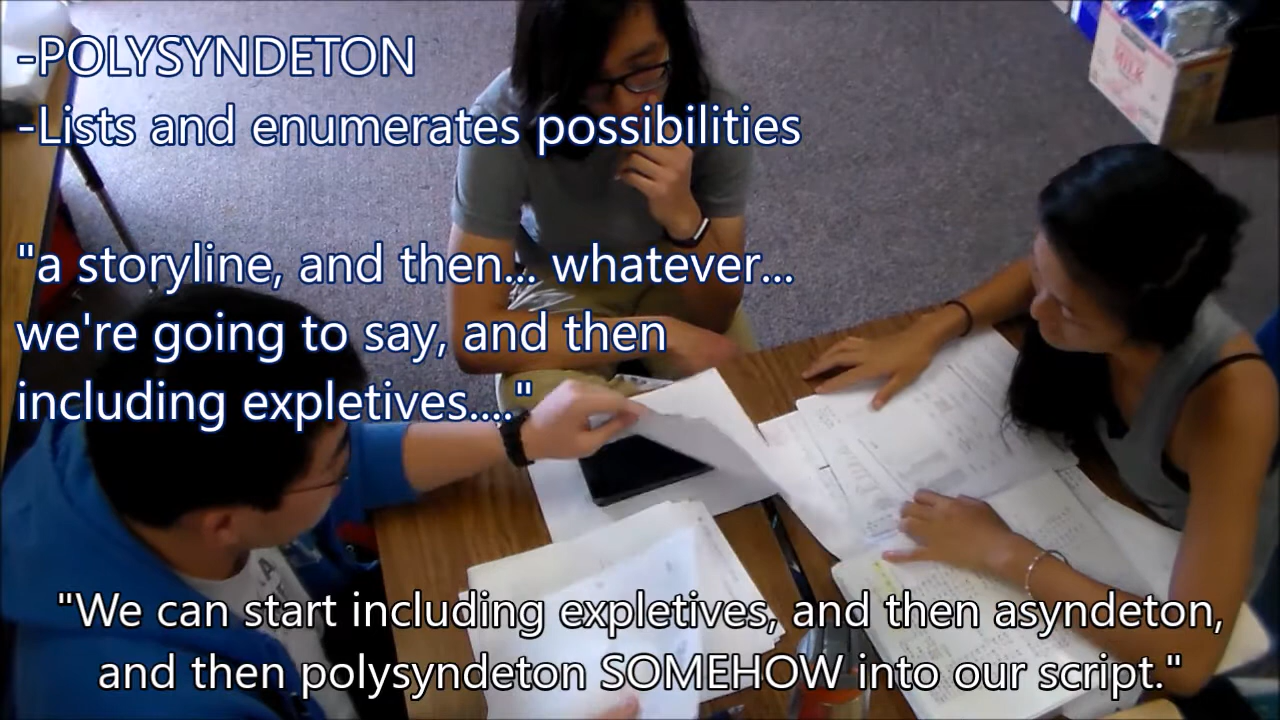 -POLYSYNDETON
-Lists and enumerates possibilities
"a storyline, and then... whatever...
we're going to say, and then
including expletives...."
"We can start including expletives, and then asyndeton,
and then polysyndeton SOMEHOW into our script."
MILK